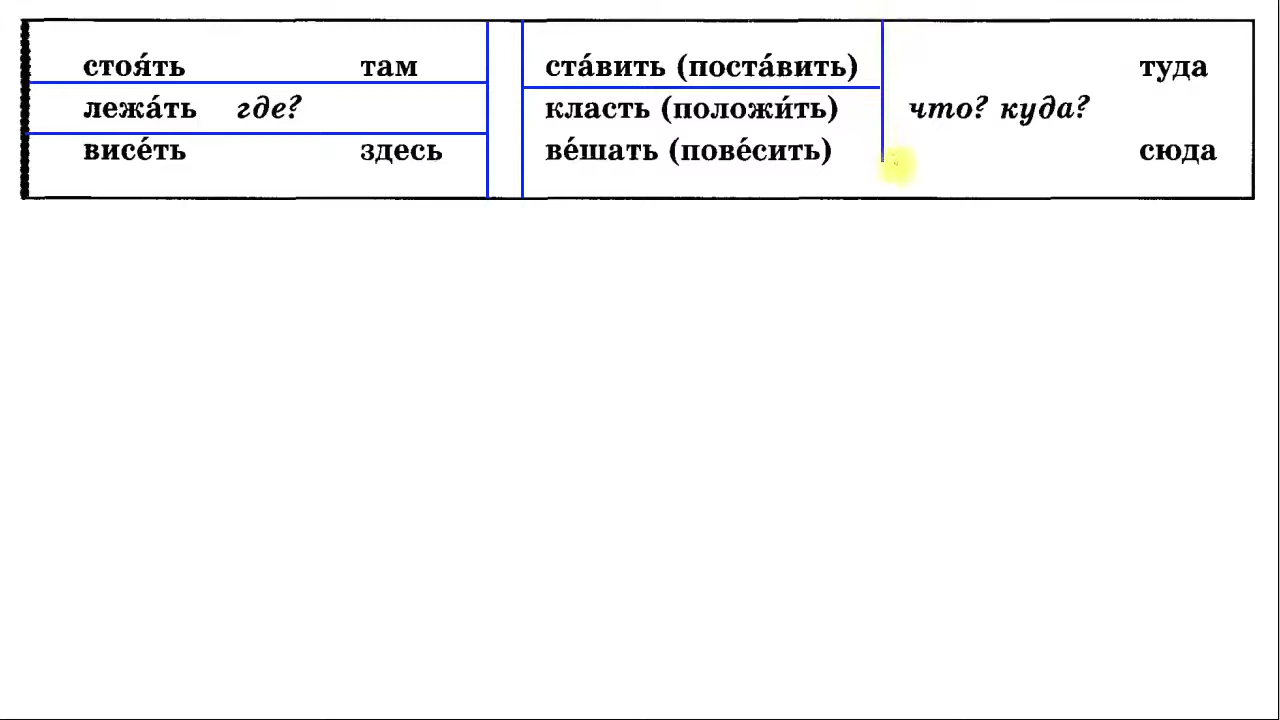 стоя́ть там ста́вить (поста́вить) туда
лежа́ть где? класть (положи́ть) что? куда?
висе́ть здесь ве́шать (пове́сить) сюда